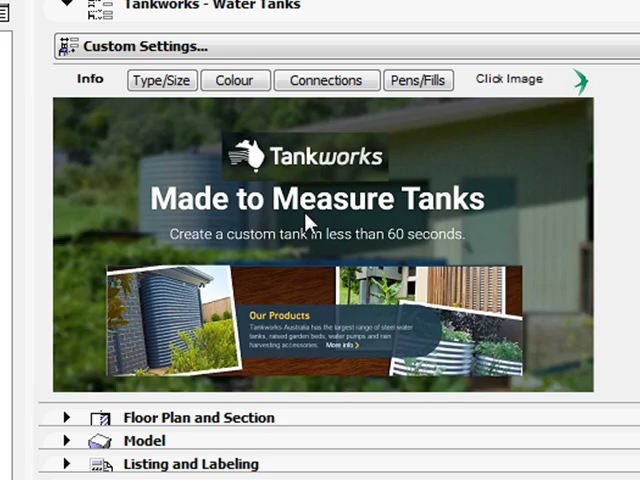 Tankworks - Water Tanks
Custom Settings...
Info
Type/Size
Colour
Connections
Pens/Fills
Click Image
Tankworks
Made to Measure Tanks
Create a custom tank in less than 60 seconds.
Our Products
Tankworks Australia has the largest range of steel water
tanks, raised garden beds, water pumps and rain
harvesting accessories. More info >
Floor Plan and Section
Model
Listing and Labeling